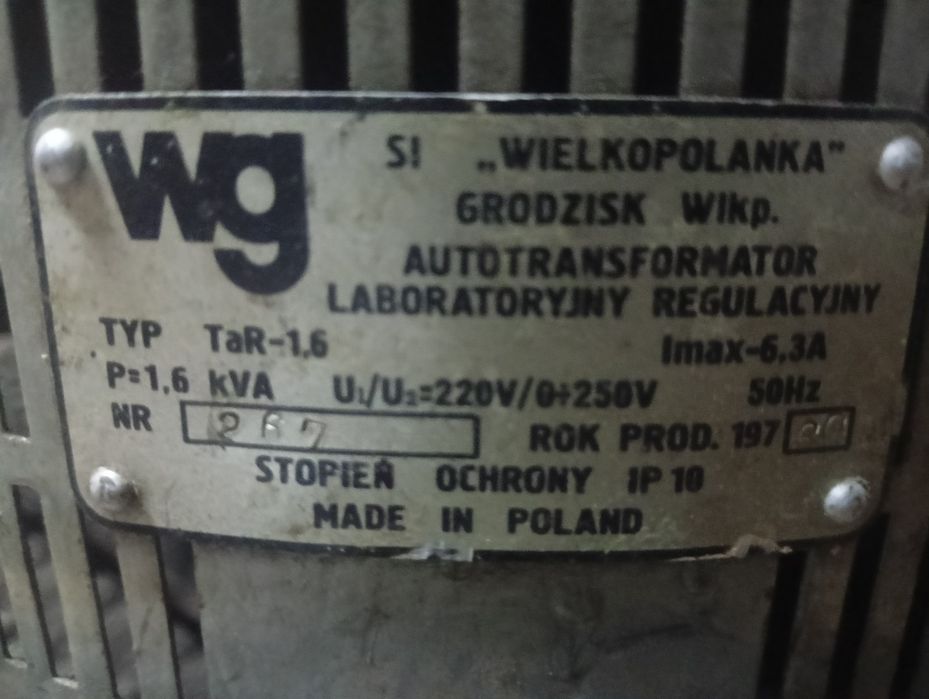 wg
SI „WIELKOPOLANKA”
GRODZISK Wlkp.
AUTOTRANSFORMATOR
LABORATORYJNY REGULACYJNY
TYP TaR-1,6 Imax-6,3A
P=1,6 kVA U₁/U₂=220V/0÷250V 50Hz
NR 267 ROK PROD. 197
STOPIEŃ OCHRONY IP 10
MADE IN POLAND